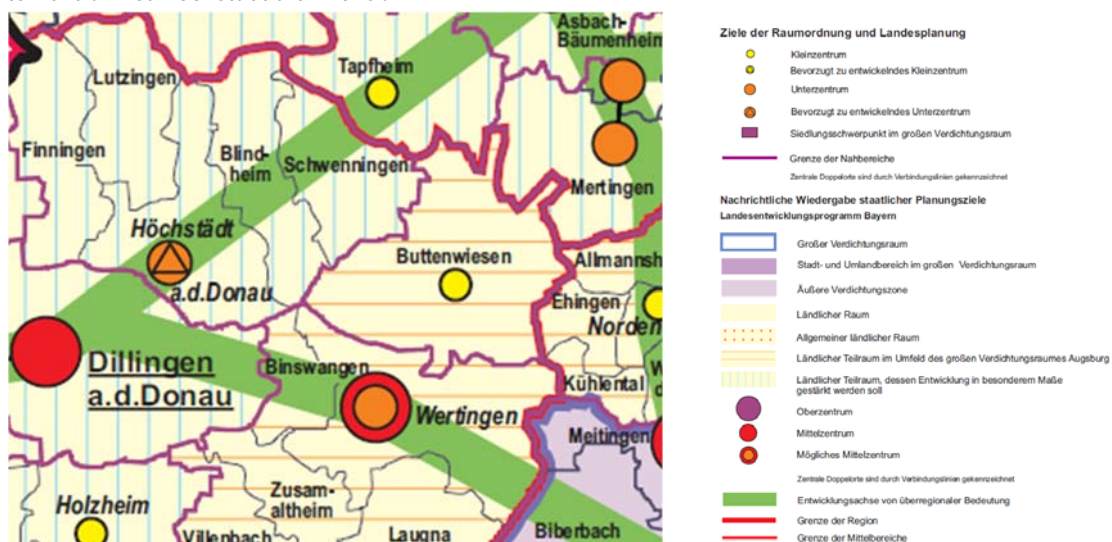 Asbach-
Bäumenheim
Tapfheim
Lutzingen
Finningen
Blind-
heim
Schwenningen
Mertingen
Höchstädt
a.d.Donau
Buttenwiesen
Allmannsh
Ehingen
Norden
Dillingen
a.d.Donau
Binswangen
Kühlental
Wertingen
Meitingen
Holzheim
Zusam-
altheim
Villenbach
Laugna
Biberbach
Ziele der Raumordnung und Landesplanung
Kleinzentrum
Bevorzugt zu entwickelndes Kleinzentrum
Unterzentrum
Bevorzugt zu entwickelndes Unterzentrum
Siedlungsschwerpunkt im großen Verdichtungsraum
Grenze der Nahbereiche
Zentrale Doppelorte sind durch Verbindungslinien gekennzeichnet
Nachrichtliche Wiedergabe staatlicher Planungsziele
Landesentwicklungsprogramm Bayern
Großer Verdichtungsraum
Stadt- und Umlandbereich im großen Verdichtungsraum
Äußere Verdichtungszone
Ländlicher Raum
Allgemeiner ländlicher Raum
Ländlicher Teilraum im Umfeld des großen Verdichtungsraumes Augsburg
Ländlicher Teilraum, dessen Entwicklung in besonderem Maße
gestärkt werden soll
Oberzentrum
Mittelzentrum
Mögliches Mittelzentrum
Zentrale Doppelorte sind durch Verbindungslinien gekennzeichnet
Entwicklungsachse von überregionaler Bedeutung
Grenze der Region
Grenze der Mittelbereiche